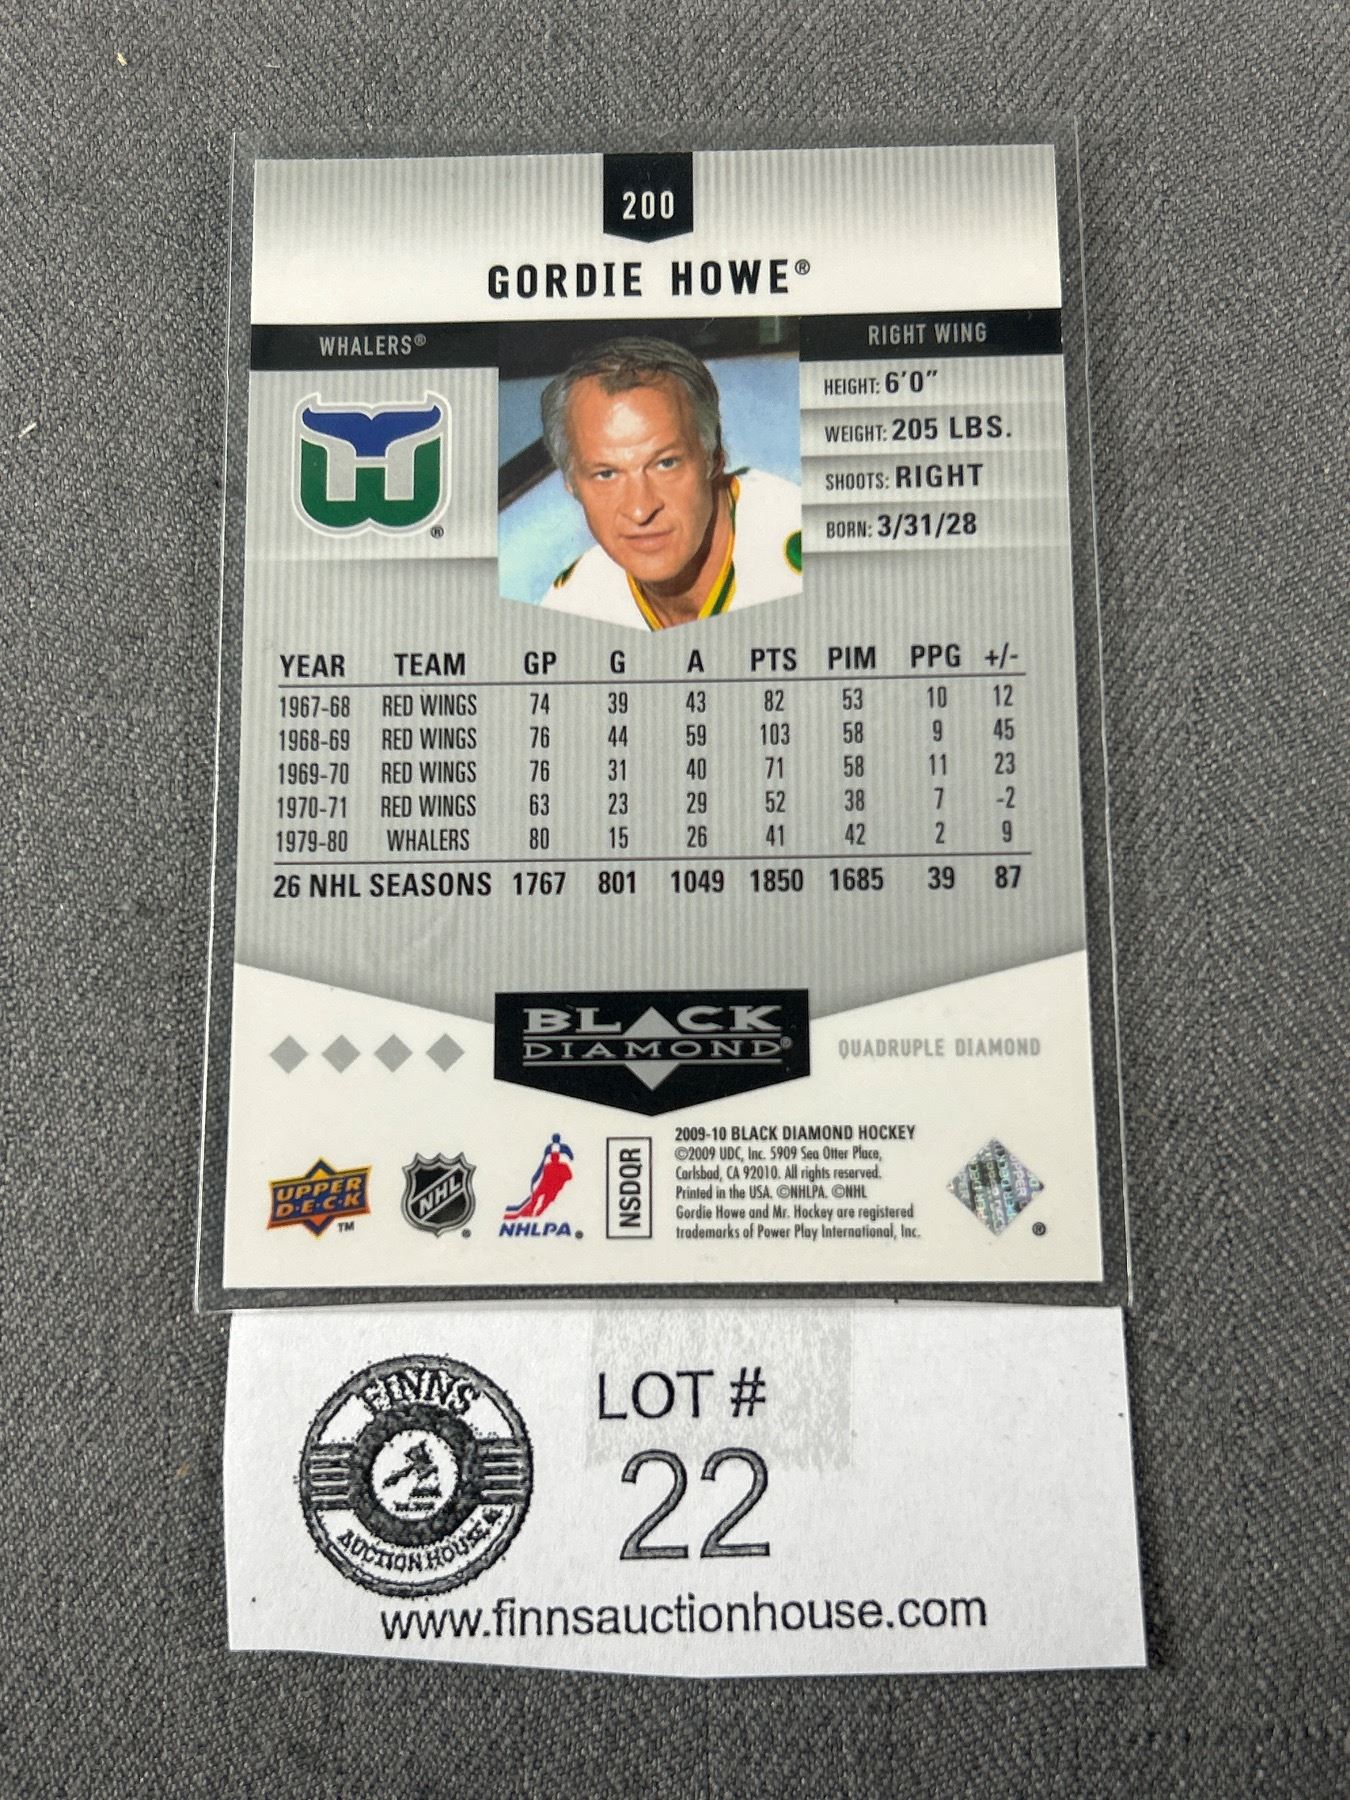 200
GORDIE HOWE®
WHALERS®
RIGHT WING
HEIGHT: 6'0"
WEIGHT: 205 LBS.
SHOOTS: RIGHT
BORN: 3/31/28
YEAR TEAM GP G A PTS PIM PPG +/-
1967-68 RED WINGS 74 39 43 82 53 10 12
1968-69 RED WINGS 76 44 59 103 58 9 45
1969-70 RED WINGS 76 31 40 71 58 11 23
1970-71 RED WINGS 63 23 29 52 38 7 -2
1979-80 WHALERS 80 15 26 41 42 2 9
26 NHL SEASONS 1767 801 1049 1850 1685 39 87
BLACK
DIAMOND®
QUADRUPLE DIAMOND
UPPER
D·E·C·K
TM
NHL
®
NHLPA®
NSDQR
2009-10 BLACK DIAMOND HOCKEY
©2009 UDC, Inc. 5909 Sea Otter Place,
Carlsbad, CA 92010. All rights reserved.
Printed in the USA. ©NHLPA. ©NHL
Gordie Howe and Mr. Hockey are registered
trademarks of Power Play International, Inc.
®
FINNS
AUCTION HOUSE
LOT #
22
www.finnsauctionhouse.com